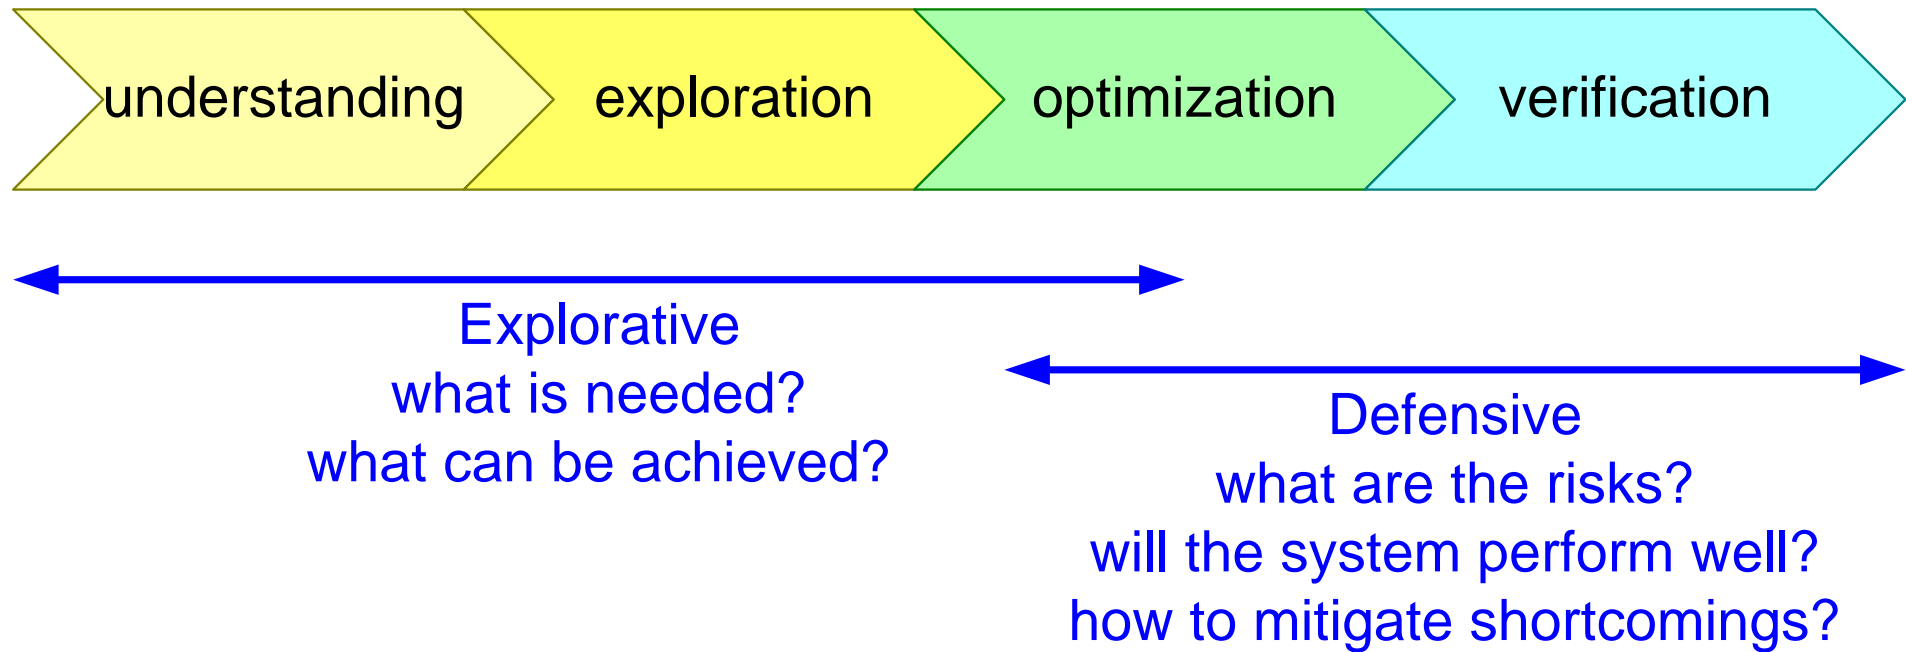 understanding
exploration
optimization
verification
Explorative
what is needed?
what can be achieved?
Defensive
what are the risks?
will the system perform well?
how to mitigate shortcomings?